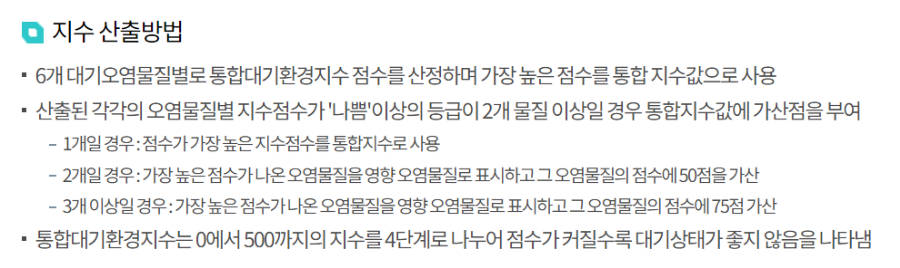 지수 산출방법
▪ 6개 대기오염물질별로 통합대기환경지수 점수를 산정하며 가장 높은 점수를 통합 지수값으로 사용
▪ 산출된 각각의 오염물질별 지수점수가 '나쁨'이상의 등급이 2개 물질 이상일 경우 통합지수값에 가산점을 부여
– 1개일 경우 : 점수가 가장 높은 지수점수를 통합지수로 사용
– 2개일 경우 : 가장 높은 점수가 나온 오염물질을 영향 오염물질로 표시하고 그 오염물질의 점수에 50점을 가산
– 3개 이상일 경우 : 가장 높은 점수가 나온 오염물질을 영향 오염물질로 표시하고 그 오염물질의 점수에 75점 가산
▪ 통합대기환경지수는 0에서 500까지의 지수를 4단계로 나누어 점수가 커질수록 대기상태가 좋지 않음을 나타냄